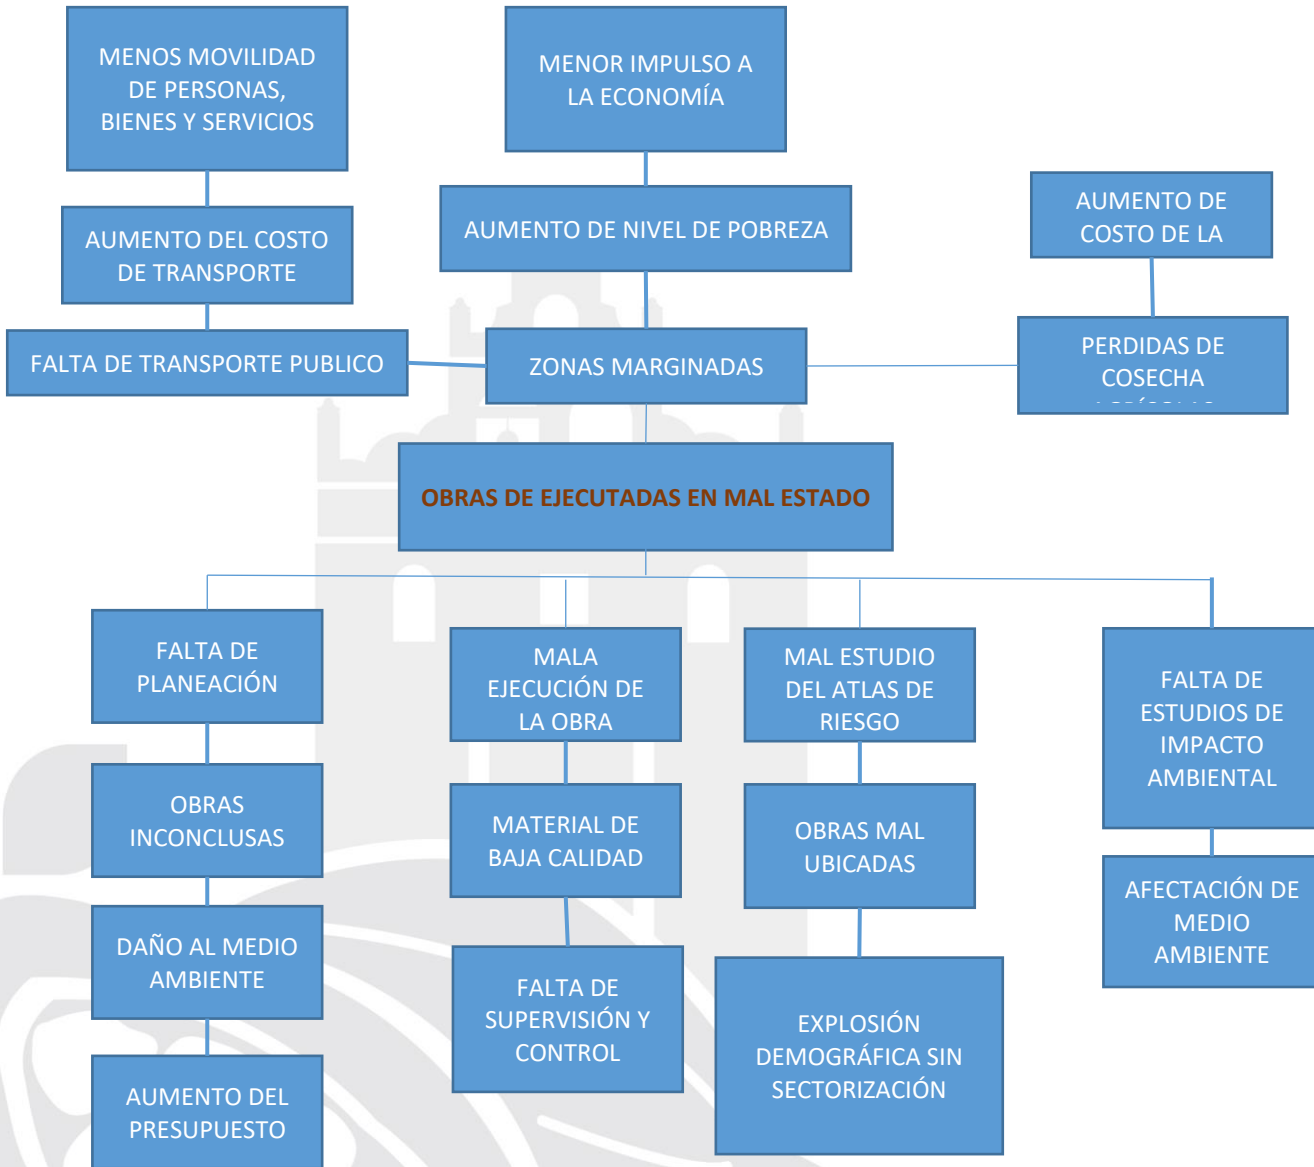 MENOS MOVILIDAD
DE PERSONAS,
BIENES Y SERVICIOS
MENOR IMPULSO A
LA ECONOMÍA
AUMENTO DEL COSTO
DE TRANSPORTE
AUMENTO DE NIVEL DE POBREZA
AUMENTO DE
COSTO DE LA
FALTA DE TRANSPORTE PUBLICO
ZONAS MARGINADAS
PERDIDAS DE
COSECHA
OBRAS DE EJECUTADAS EN MAL ESTADO
FALTA DE
PLANEACIÓN
MALA
EJECUCIÓN DE
LA OBRA
MAL ESTUDIO
DEL ATLAS DE
RIESGO
FALTA DE
ESTUDIOS DE
IMPACTO
AMBIENTAL
OBRAS
INCONCLUSAS
MATERIAL DE
BAJA CALIDAD
OBRAS MAL
UBICADAS
AFECTACIÓN DE
MEDIO
AMBIENTE
DAÑO AL MEDIO
AMBIENTE
FALTA DE
SUPERVISIÓN Y
CONTROL
EXPLOSIÓN
DEMOGRÁFICA SIN
SECTORIZACIÓN
AUMENTO DEL
PRESUPUESTO